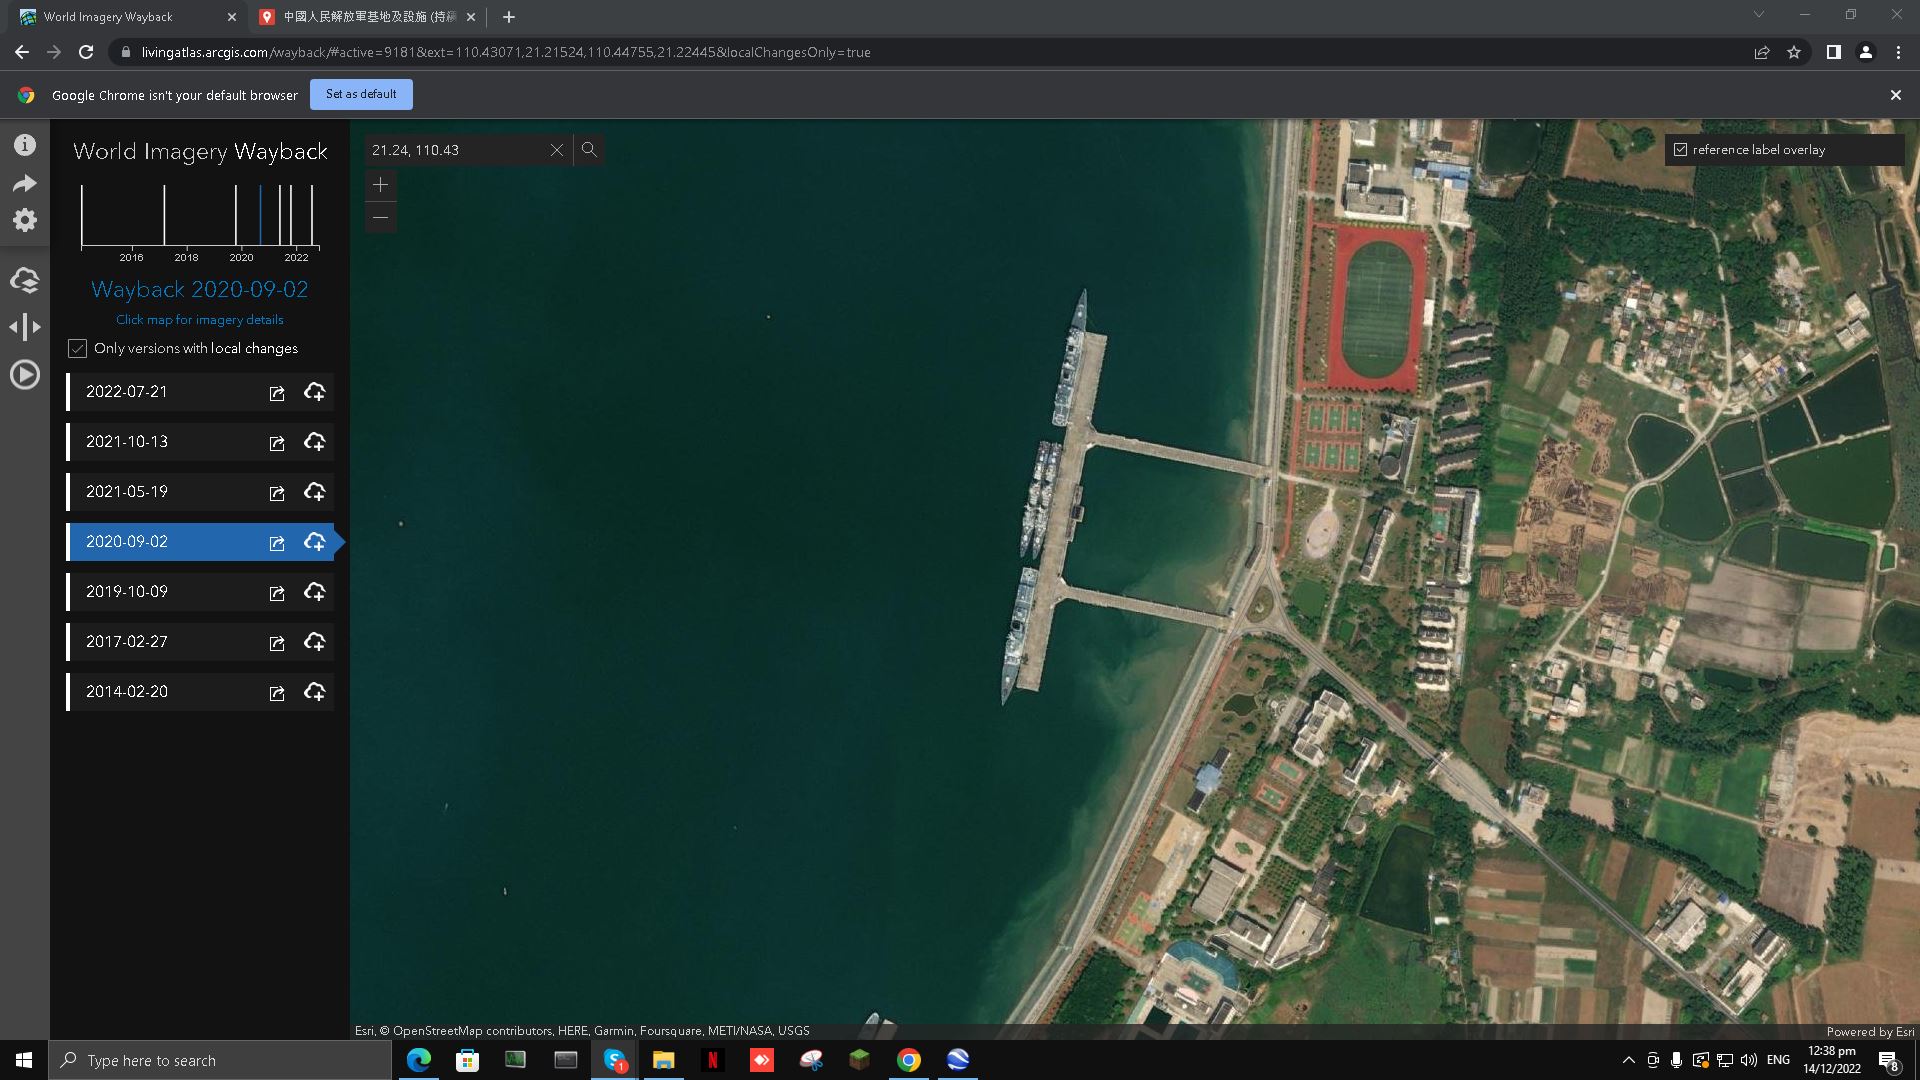 World Imagery Wayback
中國人民解放軍基地及設施 (持續
livingatlas.arcgis.com/wayback/#active=9181&ext=110.43071,21.21524,110.44755,21.22445&localChangesOnly=true
Google Chrome isn't your default browser
Set as default
World Imagery Wayback
21.24, 110.43
reference label overlay
2016 2018 2020 2022
Wayback 2020-09-02
Click map for imagery details
Only versions with local changes
2022-07-21
2021-10-13
2021-05-19
2020-09-02
2019-10-09
2017-02-27
2014-02-20
Esri, © OpenStreetMap contributors, HERE, Garmin, Foursquare, METI/NASA, USGS
Powered by Esri
Type here to search
S
1
N
ENG
12:38 pm
14/12/2022
8